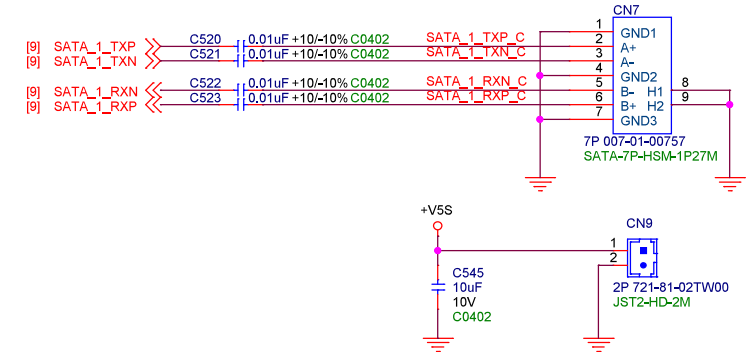 CN7
[9] SATA_1_TXP C520 0.01uF +10/-10% C0402 SATA_1_TXP_C 1 GND1
[9] SATA_1_TXN C521 0.01uF +10/-10% C0402 SATA_1_TXN_C 2 A+
3 A-
4 GND2
[9] SATA_1_RXN C522 0.01uF +10/-10% C0402 SATA_1_RXN_C 5 B- H1 8
[9] SATA_1_RXP C523 0.01uF +10/-10% C0402 SATA_1_RXP_C 6 B+ H2 9
7 GND3
7P 007-01-00757
SATA-7P-HSM-1P27M
+V5S
CN9
1
2
C545
10uF
10V
C0402
2P 721-81-02TW00
JST2-HD-2M